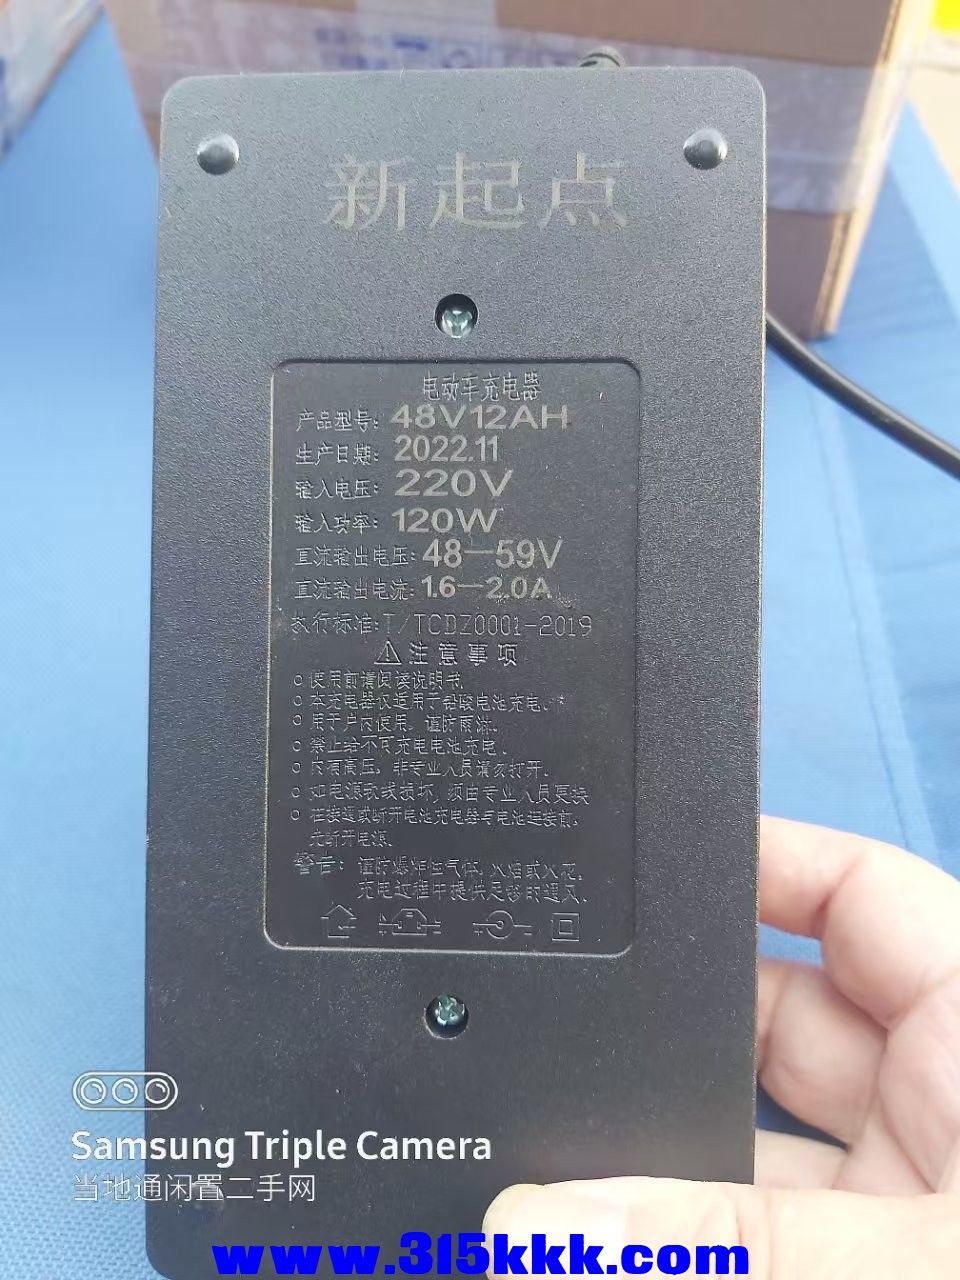 新起点
电动车充电器
产品型号: 48V12AH
生产日期: 2022.11
输入电压: 220V
输入功率: 120W
直流输出电压: 48—59V
直流输出电流: 1.6—2.0A
执行标准: T/TCDZ0001-2019
⚠注意事项
○使用前请阅读说明书.
○本充电器仅适用于铅酸电池充电.
○用于户内使用, 谨防雨淋.
○禁止给不可充电电池充电.
○内有高压, 非专业人员请勿打开.
○如电源软线损坏, 须由专业人员更换
○在接通或断开电池充电器与电池连接前,
先断开电源.
警告: 谨防爆炸性气体, 火焰或火花,
充电过程中提供足够的通风.
Samsung Triple Camera
当地通闲置二手网
www.315kkk.com